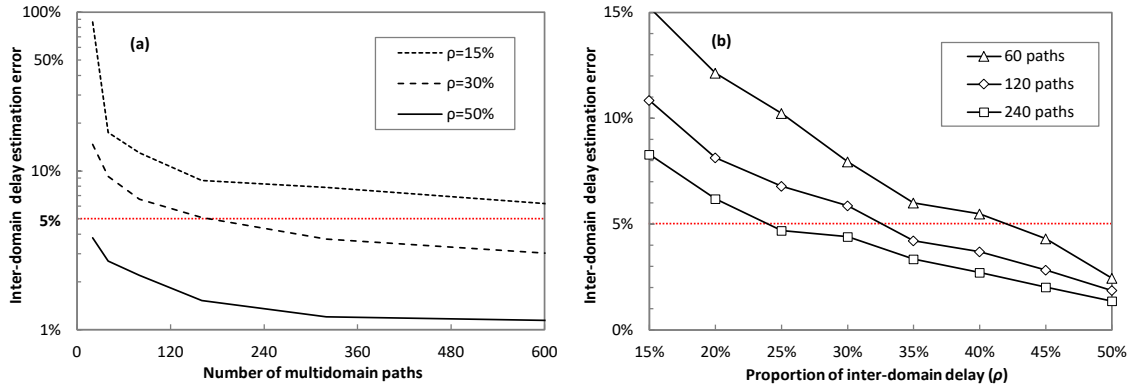 Inter-domain delay estimation error
100%
50%
10%
5%
1%
(a)
ρ=15%
ρ=30%
ρ=50%
0 120 240 360 480 600
Number of multidomain paths
Inter-domain delay estimation error
15%
10%
5%
0%
(b)
60 paths
120 paths
240 paths
15% 20% 25% 30% 35% 40% 45% 50%
Proportion of inter-domain delay (ρ)